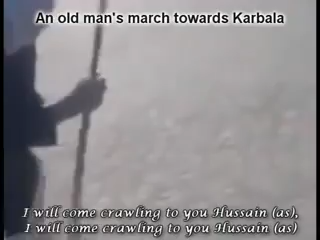 An old man's march towards Karbala
I will come crawling to you Hussain (as),
I will come crawling to you Hussain (as)